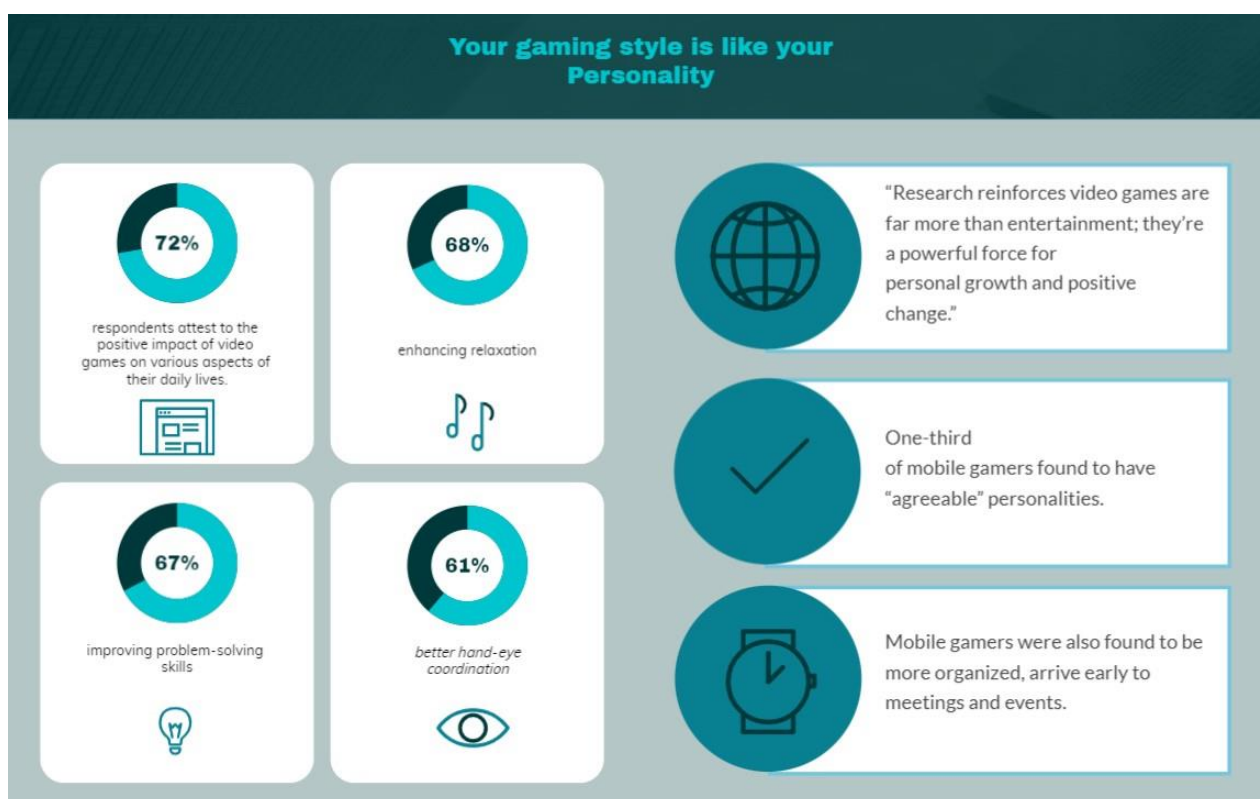 Your gaming style is like your
Personality
72%
respondents attest to the
positive impact of video
games on various aspects of
their daily lives.
68%
enhancing relaxation
67%
improving problem-solving
skills
61%
better hand-eye
coordination
“Research reinforces video games are
far more than entertainment; they’re
a powerful force for
personal growth and positive
change.”
One-third
of mobile gamers found to have
“agreeable” personalities.
Mobile gamers were also found to be
more organized, arrive early to
meetings and events.